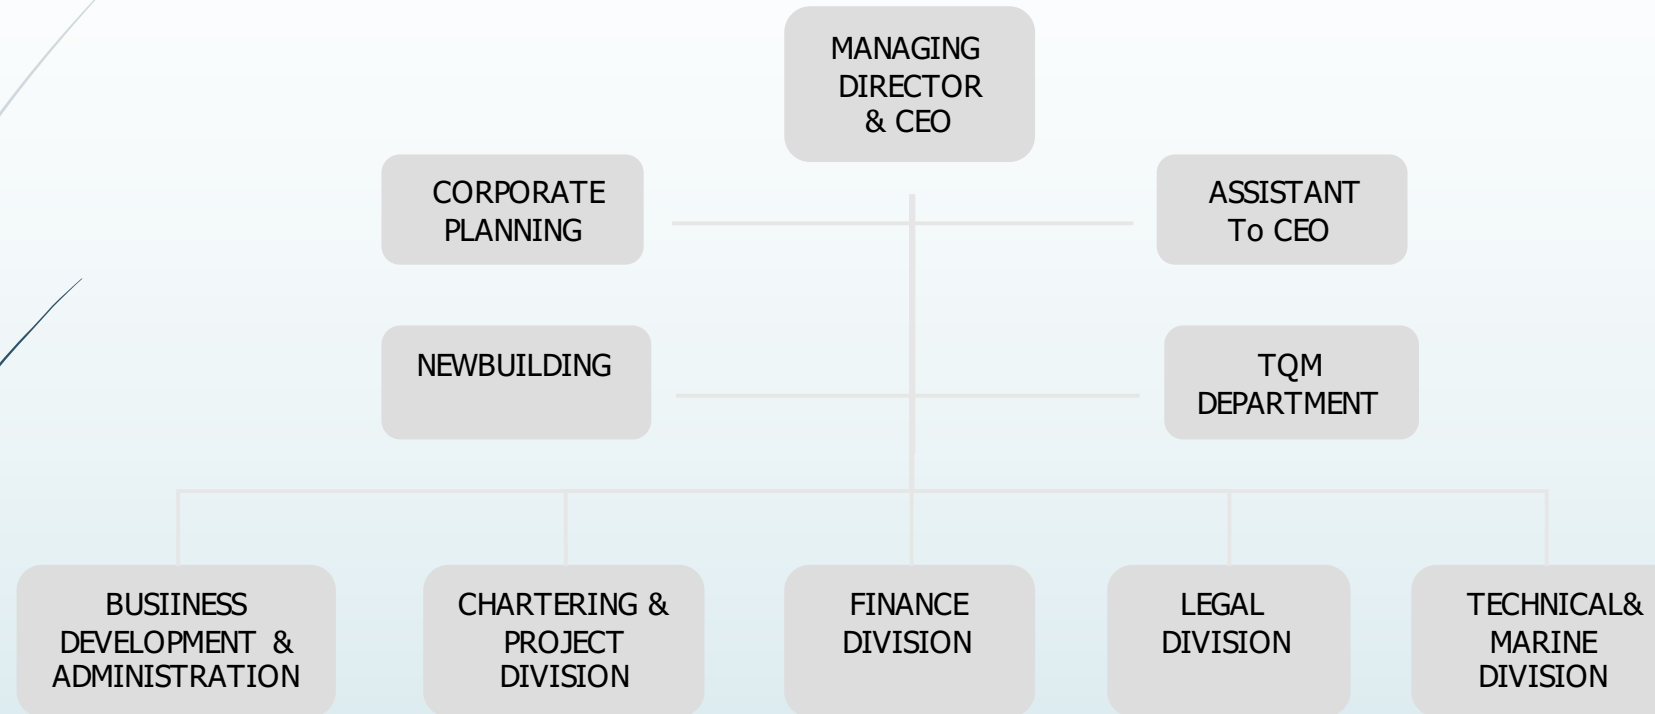 MANAGING
DIRECTOR
& CEO
CORPORATE
PLANNING
ASSISTANT
To CEO
NEWBUILDING
TQM
DEPARTMENT
BUSIINESS
DEVELOPMENT &
ADMINISTRATION
CHARTERING &
PROJECT
DIVISION
FINANCE
DIVISION
LEGAL
DIVISION
TECHNICAL&
MARINE
DIVISION